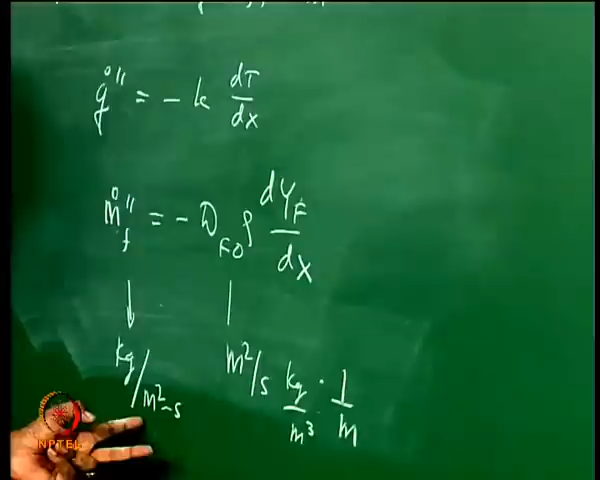 q̇" = - k dT/dx
ṁ"_f = - D_FO ρ dY_F/dx
kg/m²-s m²/s kg/m³ · 1/m
NPTEL